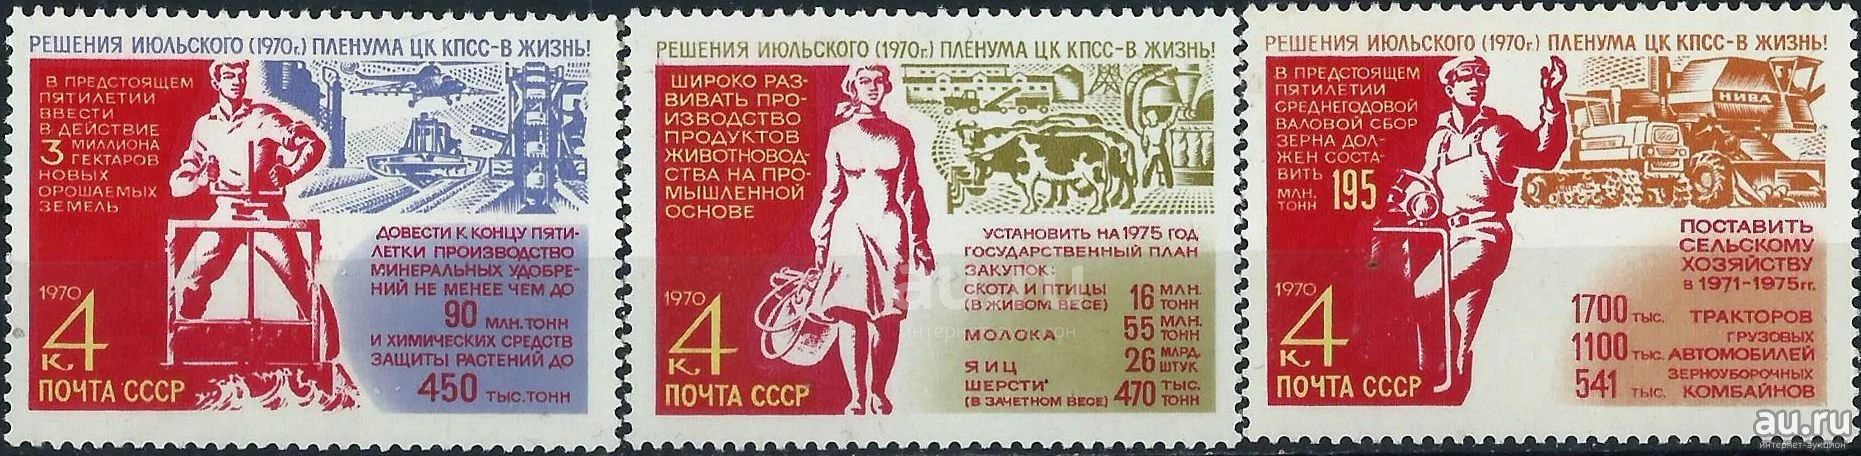 РЕШЕНИЯ ИЮЛЬСКОГО (1970г.) ПЛЕНУМА ЦК КПСС-В ЖИЗНЬ!
В ПРЕДСТОЯЩЕМ
ПЯТИЛЕТИИ
ВВЕСТИ
В ДЕЙСТВИЕ
3 МИЛЛИОНА
ГЕКТАРОВ
НОВЫХ
ОРОШАЕМЫХ
ЗЕМЕЛЬ
ДОВЕСТИ К КОНЦУ ПЯТИ-
ЛЕТКИ ПРОИЗВОДСТВО
МИНЕРАЛЬНЫХ УДОБРЕ-
НИЙ НЕ МЕНЕЕ ЧЕМ ДО
90 МЛН. ТОНН
И ХИМИЧЕСКИХ СРЕДСТВ
ЗАЩИТЫ РАСТЕНИЙ ДО
450 ТЫС. ТОНН
1970
4 К
ПОЧТА СССР
РЕШЕНИЯ ИЮЛЬСКОГО (1970г.) ПЛЕНУМА ЦК КПСС-В ЖИЗНЬ!
ШИРОКО РАЗ-
ВИВАТЬ ПРО-
ИЗВОДСТВО
ПРОДУКТОВ
ЖИВОТНОВОД-
СТВА НА ПРО-
МЫШЛЕННОЙ
ОСНОВЕ
УСТАНОВИТЬ НА 1975 ГОД
ГОСУДАРСТВЕННЫЙ ПЛАН
ЗАКУПОК:
СКОТА И ПТИЦЫ
(В ЖИВОМ ВЕСЕ) 16 МЛН. ТОНН
МОЛОКА 55 МЛН. ТОНН
ЯИЦ 26 МЛРД. ШТУК
ШЕРСТИ
(В ЗАЧЕТНОМ ВЕСЕ) 470 ТЫС. ТОНН
1970
4 К
ПОЧТА СССР
РЕШЕНИЯ ИЮЛЬСКОГО (1970г.) ПЛЕНУМА ЦК КПСС-В ЖИЗНЬ!
В ПРЕДСТОЯЩЕМ
ПЯТИЛЕТИИ
СРЕДНЕГОДОВОЙ
ВАЛОВОЙ СБОР
ЗЕРНА ДОЛ-
ЖЕН СОСТА-
ВИТЬ
195 МЛН. ТОНН
НИВА
ПОСТАВИТЬ
СЕЛЬСКОМУ
ХОЗЯЙСТВУ
в 1971-1975гг.
1700 ТЫС. ТРАКТОРОВ
ГРУЗОВЫХ
1100 ТЫС. АВТОМОБИЛЕЙ
ЗЕРНОУБОРОЧНЫХ
541 ТЫС. КОМБАЙНОВ
1970
4 К
ПОЧТА СССР
au.ru
интернет-аукцион